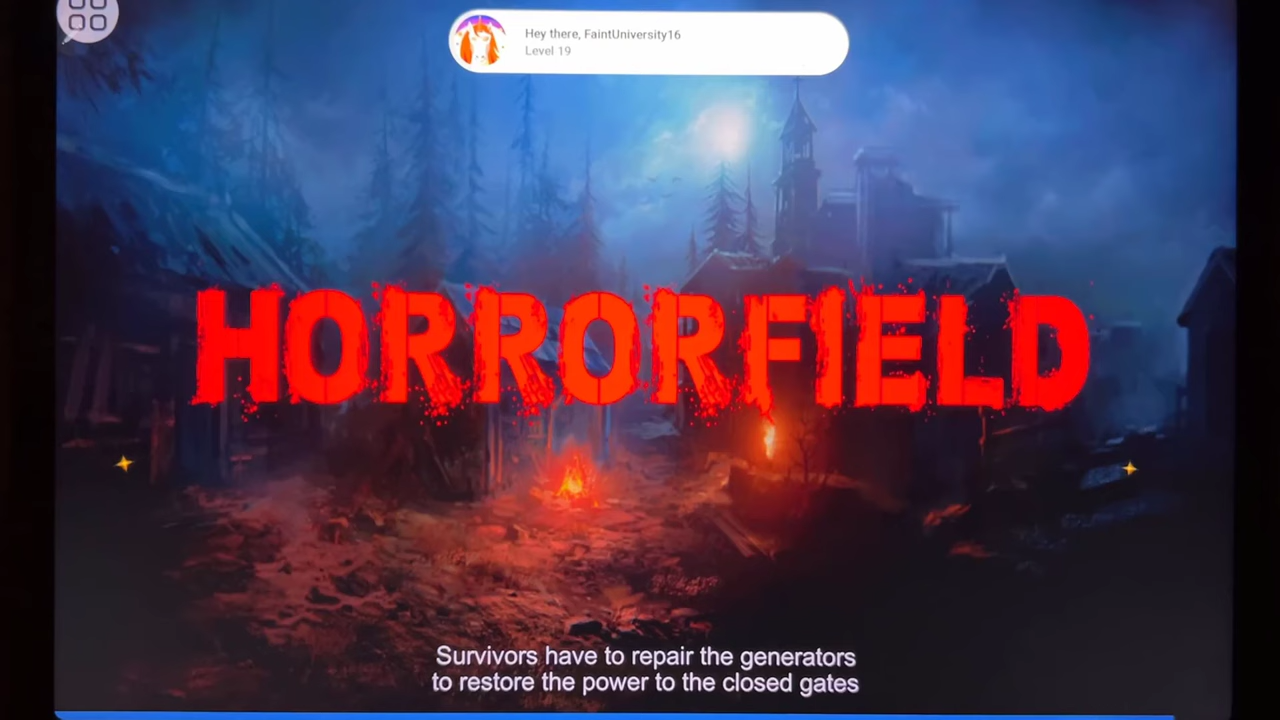 Hey there, FaintUniversity16
Level 19
HORRORFIELD
Survivors have to repair the generators
to restore the power to the closed gates